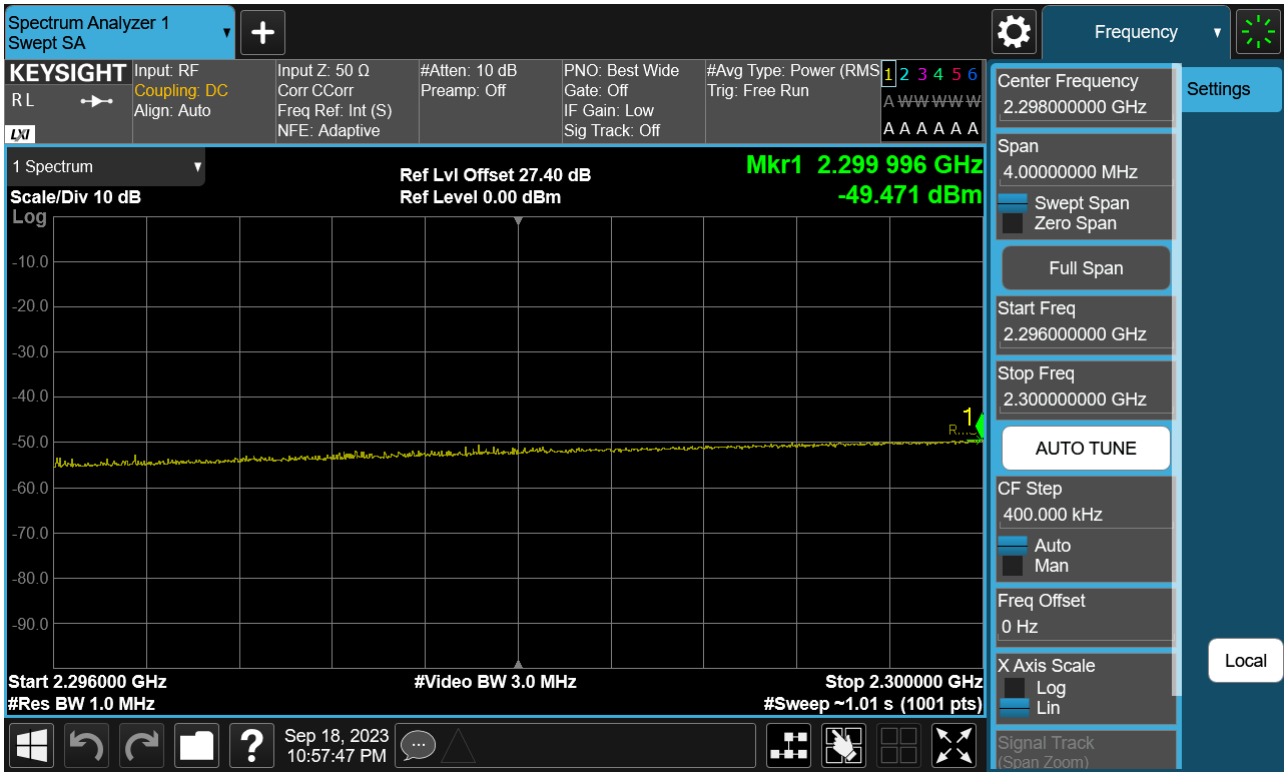 Spectrum Analyzer 1
Swept SA
+
Frequency
KEYSIGHT
R L
LXI
Input: RF
Coupling: DC
Align: Auto
Input Z: 50 Ω
Corr CCorr
Freq Ref: Int (S)
NFE: Adaptive
#Atten: 10 dB
Preamp: Off
PNO: Best Wide
Gate: Off
IF Gain: Low
Sig Track: Off
#Avg Type: Power (RMS
Trig: Free Run
1 2 3 4 5 6
A W W W W W
A A A A A A
1 Spectrum
Scale/Div 10 dB
Log
Ref Lvl Offset 27.40 dB
Ref Level 0.00 dBm
Mkr1 2.299 996 GHz
-49.471 dBm
-10.0
-20.0
-30.0
-40.0
-50.0
-60.0
-70.0
-80.0
-90.0
1
Start 2.296000 GHz
#Res BW 1.0 MHz
#Video BW 3.0 MHz
Stop 2.300000 GHz
#Sweep ~1.01 s (1001 pts)
Center Frequency
2.298000000 GHz
Span
4.00000000 MHz
Swept Span
Zero Span
Full Span
Start Freq
2.296000000 GHz
Stop Freq
2.300000000 GHz
AUTO TUNE
CF Step
400.000 kHz
Auto
Man
Freq Offset
0 Hz
X Axis Scale
Log
Lin
Signal Track
(Span Zoom)
Settings
Local
?
Sep 18, 2023
10:57:47 PM
...